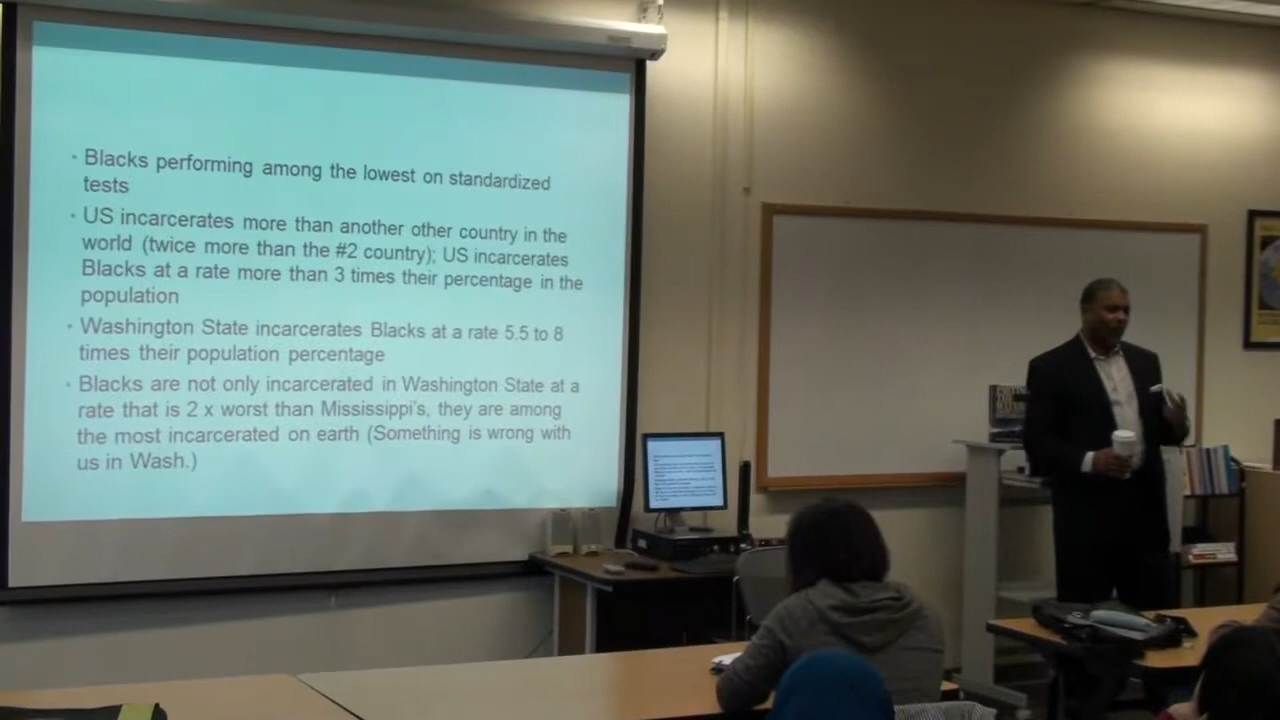 • Blacks performing among the lowest on standardized
tests
• US incarcerates more than another other country in the
world (twice more than the #2 country); US incarcerates
Blacks at a rate more than 3 times their percentage in the
population
• Washington State incarcerates Blacks at a rate 5.5 to 8
times their population percentage
• Blacks are not only incarcerated in Washington State at a
rate that is 2 x worst than Mississippi's, they are among
the most incarcerated on earth (Something is wrong with
us in Wash.)